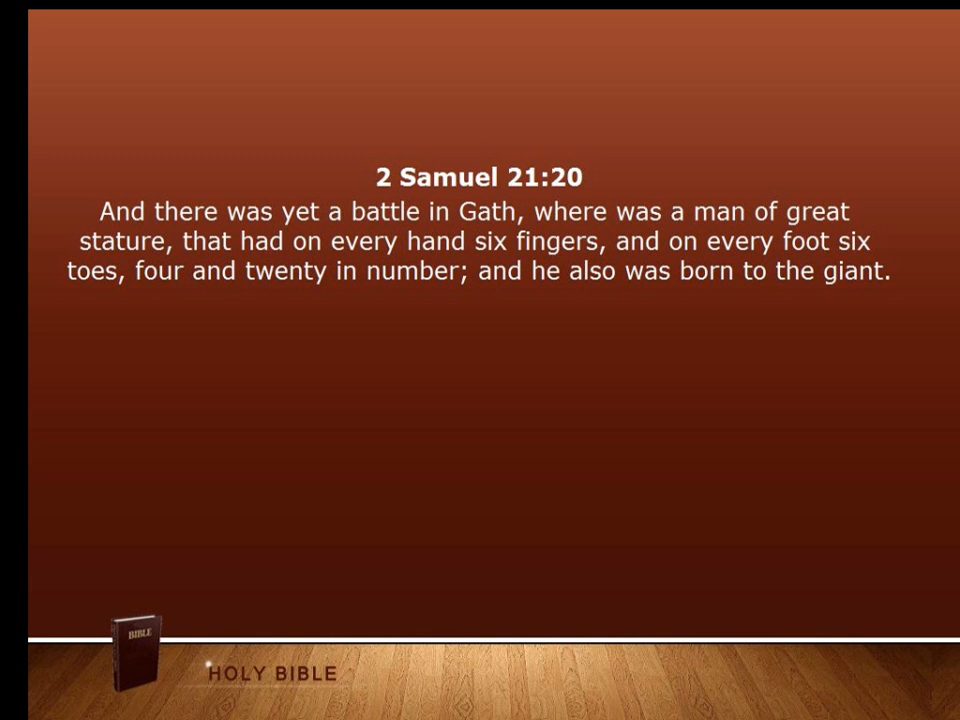 2 Samuel 21:20
And there was yet a battle in Gath, where was a man of great
stature, that had on every hand six fingers, and on every foot six
toes, four and twenty in number; and he also was born to the giant.
BIBLE
HOLY BIBLE